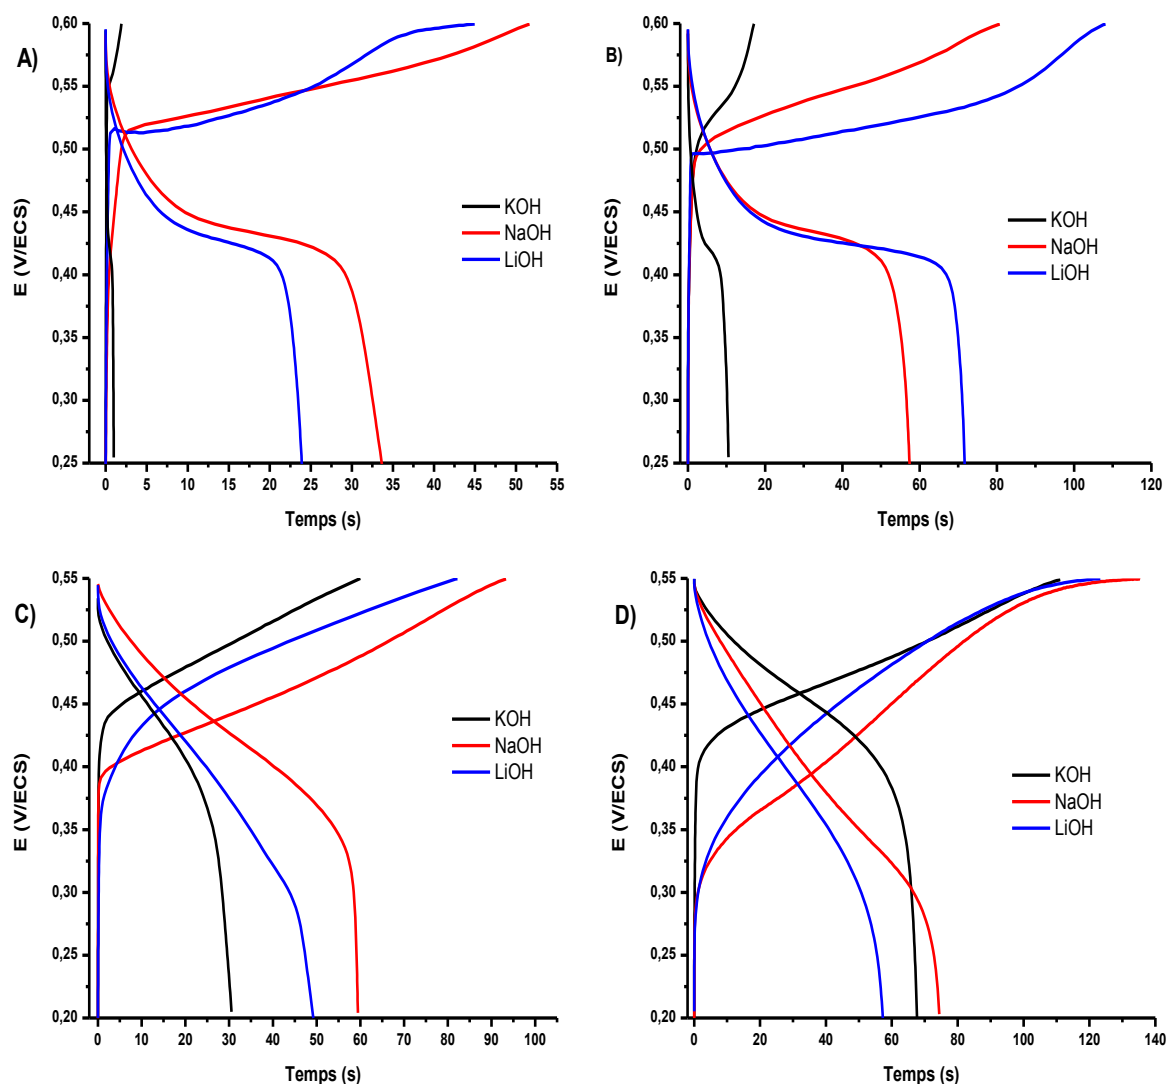 A)
0,60
0,55
0,50
0,45
0,40
0,35
0,30
0,25
E (V/ECS)
KOH
NaOH
LiOH
0 5 10 15 20 25 30 35 40 45 50 55
Temps (s)
B)
0,60
0,55
0,50
0,45
0,40
0,35
0,30
0,25
E (V/ECS)
KOH
NaOH
LiOH
0 20 40 60 80 100 120
Temps (s)
C)
0,55
0,50
0,45
0,40
0,35
0,30
0,25
0,20
E (V/ECS)
KOH
NaOH
LiOH
0 10 20 30 40 50 60 70 80 90 100
Temps (s)
D)
0,55
0,50
0,45
0,40
0,35
0,30
0,25
0,20
E (V/ECS)
KOH
NaOH
LiOH
0 20 40 60 80 100 120 140
Temps (s)